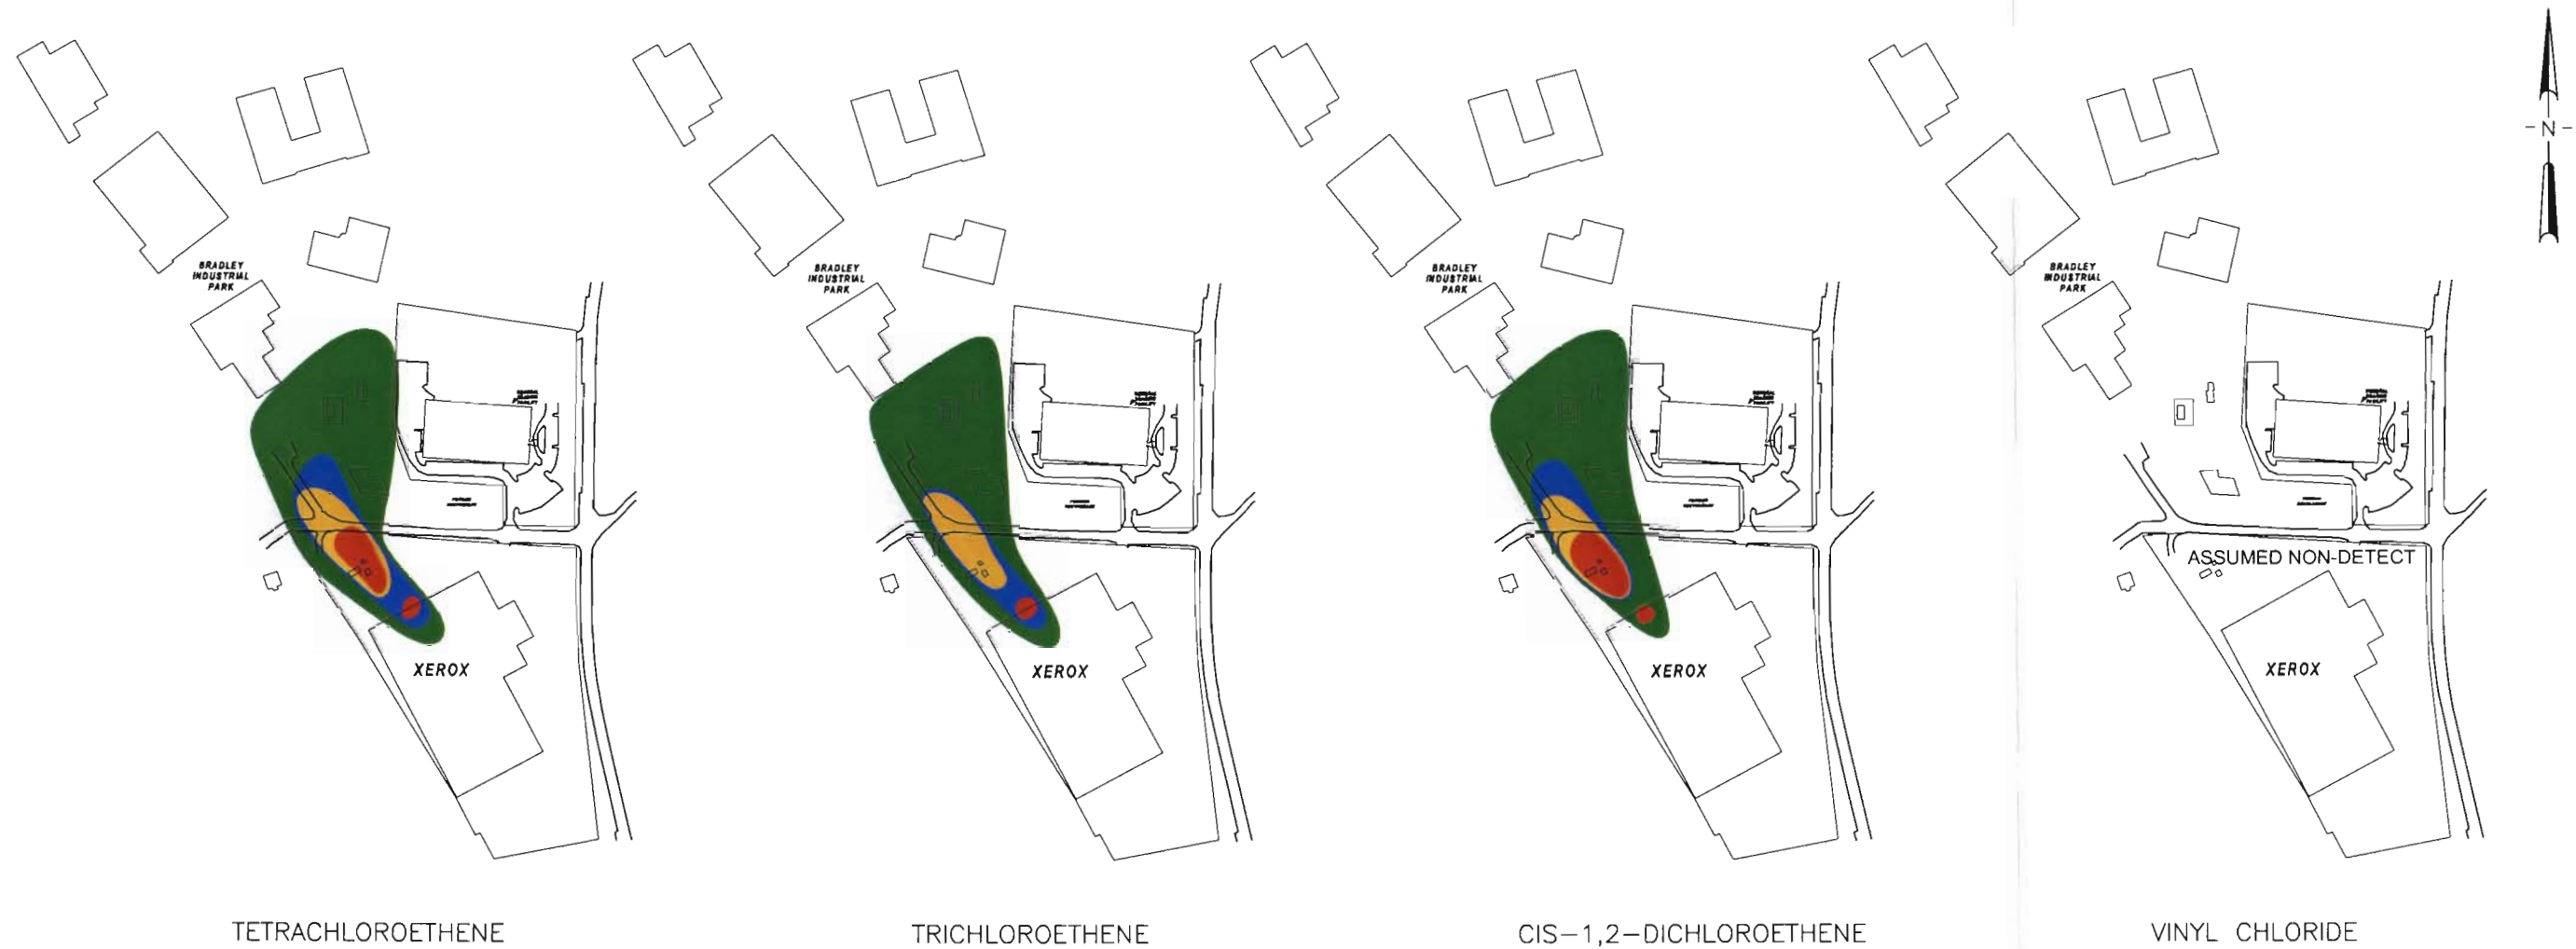 - N -
BRADLEY
INDUSTRIAL
PARK
BRADLEY
INDUSTRIAL
PARK
BRADLEY
INDUSTRIAL
PARK
BRADLEY
INDUSTRIAL
PARK
ASSUMED NON-DETECT
XEROX
XEROX
XEROX
XEROX
TETRACHLOROETHENE
TRICHLOROETHENE
CIS-1,2-DICHLOROETHENE
VINYL CHLORIDE